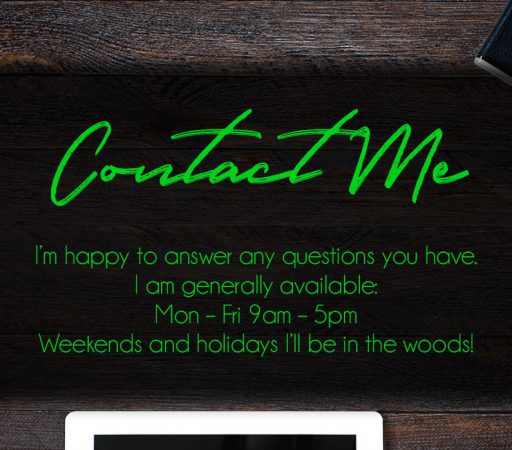 Contact Me
I'm happy to answer any questions you have.
I am generally available:
Mon – Fri 9am – 5pm
Weekends and holidays I'll be in the woods!